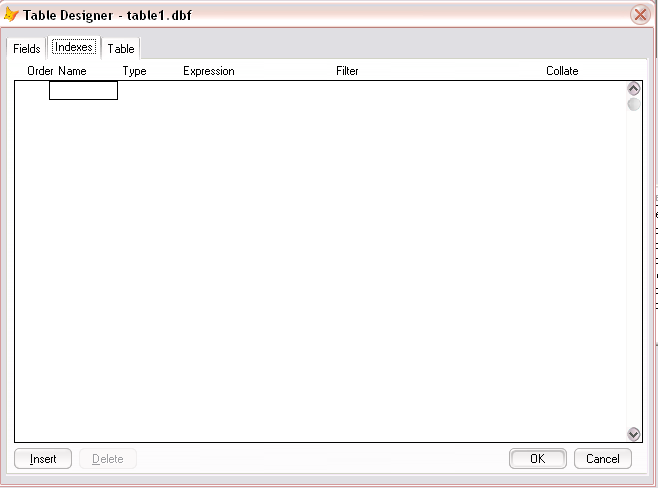 Table Designer - table1.dbf
Fields Indexes Table
Order Name Type Expression Filter Collate
Insert Delete OK Cancel